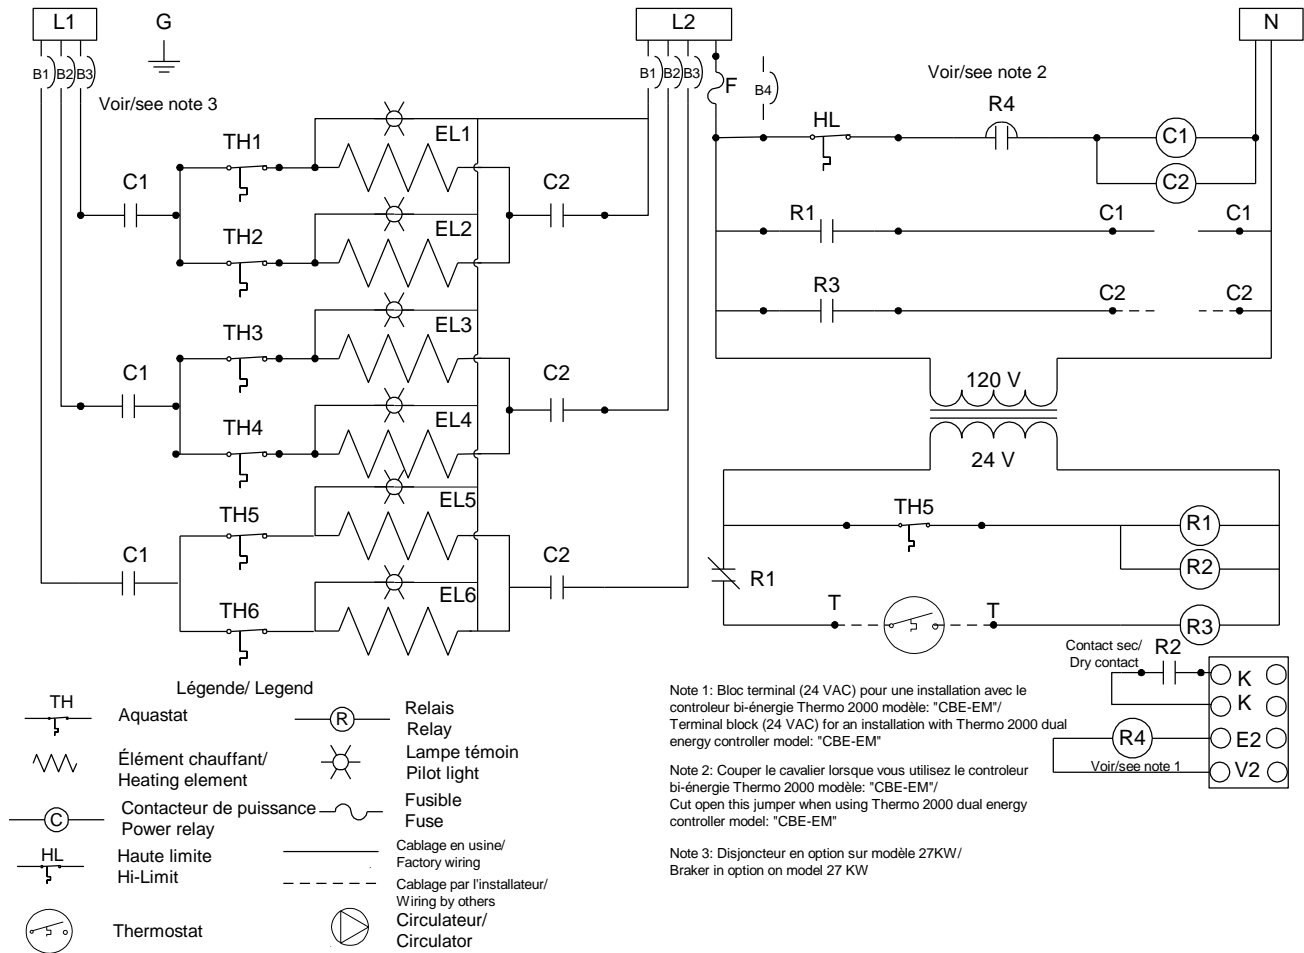 L1
G
L2
N
B1
B2
B3
B1
B2
B3
F
B4
Voir/see note 3
Voir/see note 2
R4
HL
C1
C2
TH1
EL1
C1
C2
TH2
EL2
R1
C1
C1
R3
C2
C2
TH3
EL3
C1
C2
TH4
EL4
120 V
24 V
TH5
EL5
C1
C2
TH6
EL6
TH5
R1
R2
R1
T
T
R3
Contact sec/
Dry contact
R2
K
K
R4
E2
Voir/see note 1
V2
Légende/ Legend
TH
Aquastat
Élément chauffant/
Heating element
C
Contacteur de puissance
Power relay
HL
Haute limite
Hi-Limit
Thermostat
R
Relais
Relay
Lampe témoin
Pilot light
Fusible
Fuse
Cablage en usine/
Factory wiring
Cablage par l'installateur/
Wiring by others
Circulateur/
Circulator
Note 1: Bloc terminal (24 VAC) pour une installation avec le
controleur bi-énergie Thermo 2000 modèle: "CBE-EM"/
Terminal block (24 VAC) for an installation with Thermo 2000 dual
energy controller model: "CBE-EM"
Note 2: Couper le cavalier lorsque vous utilisez le controleur
bi-énergie Thermo 2000 modèle: "CBE-EM"/
Cut open this jumper when using Thermo 2000 dual energy
controller model: "CBE-EM"
Note 3: Disjoncteur en option sur modèle 27KW/
Braker in option on model 27 KW